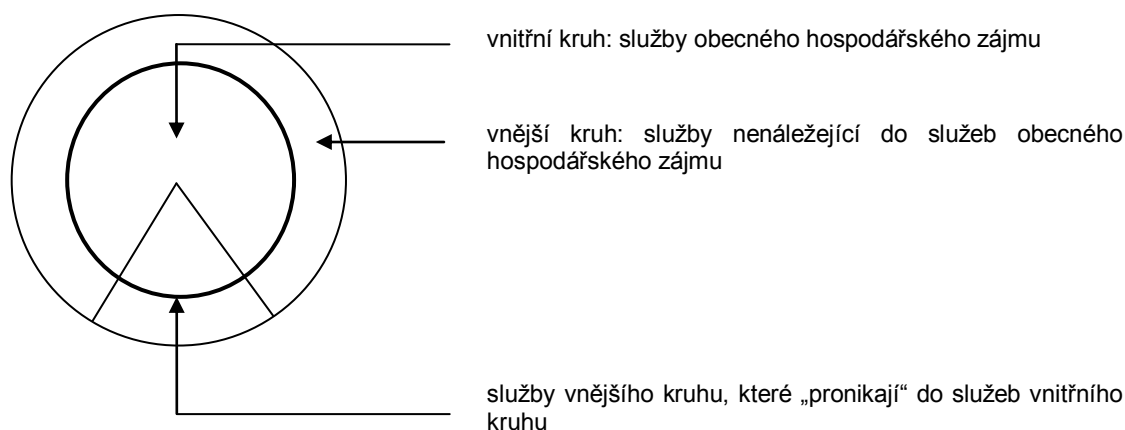 vnitřní kruh: služby obecného hospodářského zájmu
vnější kruh: služby nenáležející do služeb obecného
hospodářského zájmu
služby vnějšího kruhu, které „pronikají“ do služeb vnitřního
kruhu